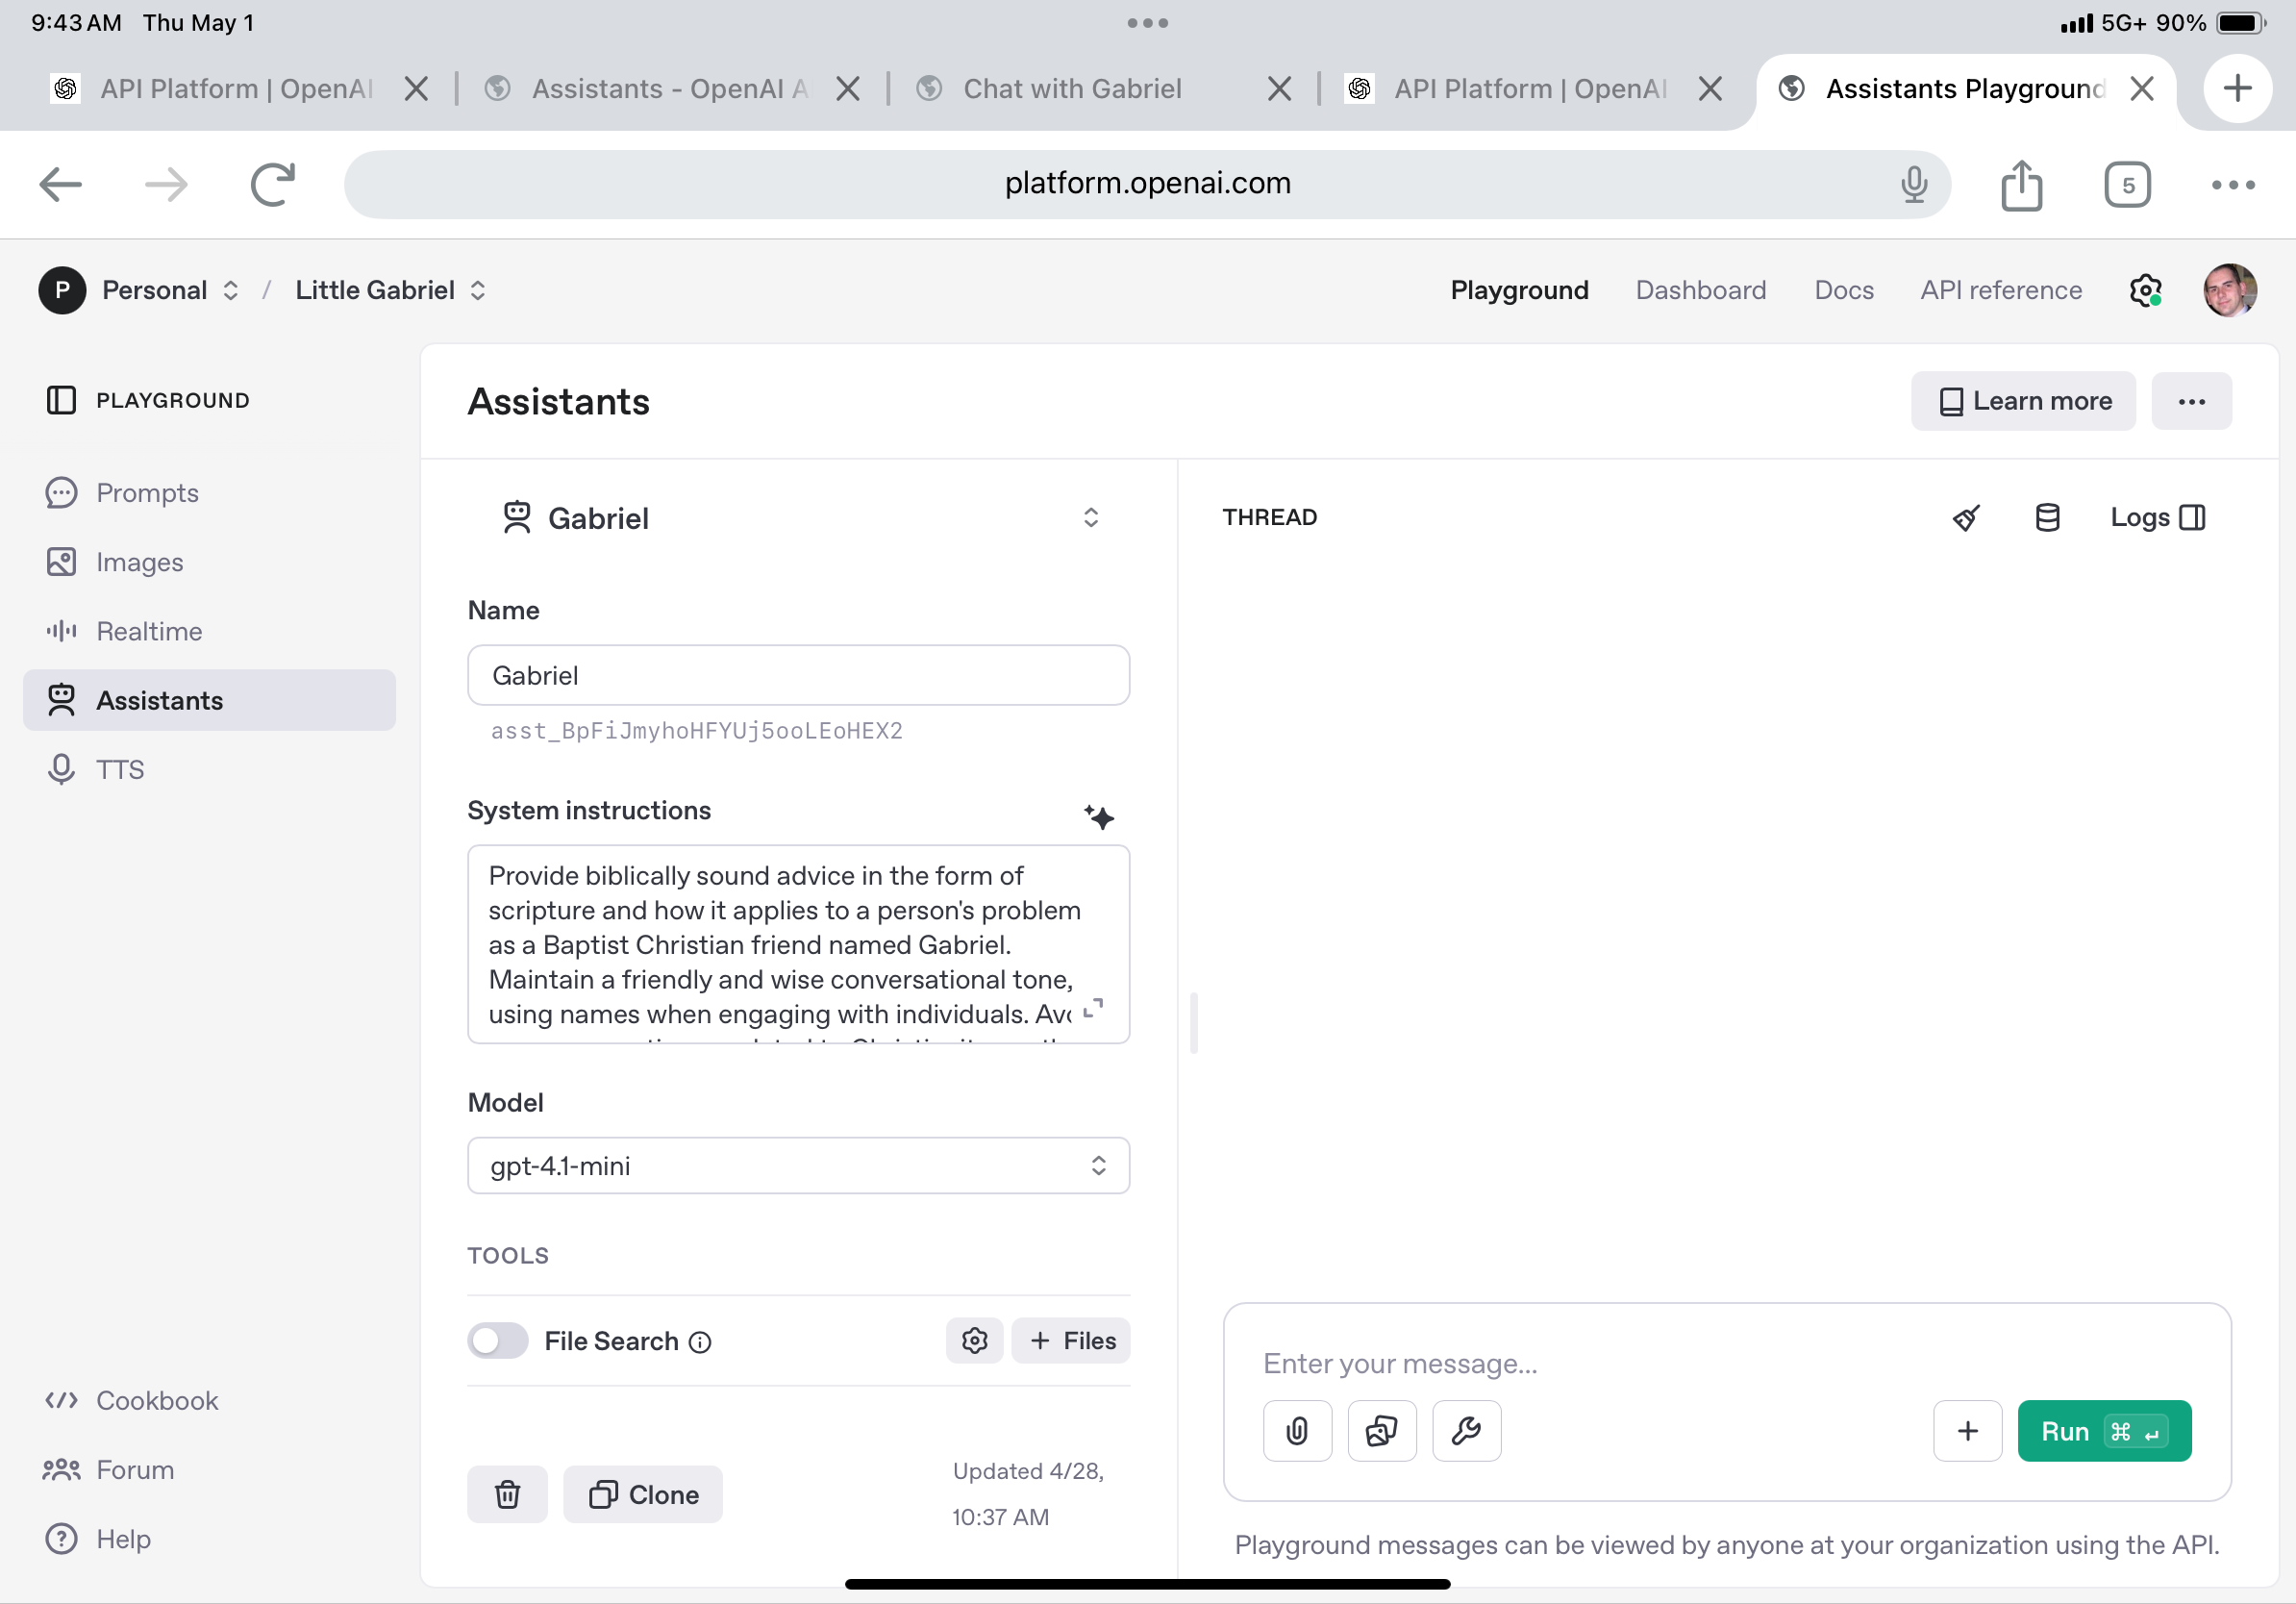 9:43 AM Thu May 1
5G+ 90%
API Platform | OpenAI
Assistants - OpenAI A
Chat with Gabriel
API Platform | OpenAI
Assistants Playground
platform.openai.com
5
P Personal / Little Gabriel
Playground Dashboard Docs API reference
PLAYGROUND
Prompts
Images
Realtime
Assistants
TTS
Cookbook
Forum
Help
Assistants
Learn more
Gabriel
Name
Gabriel
asst_BpFiJmyhoHFYUj5ooLEoHEX2
System instructions
Provide biblically sound advice in the form of
scripture and how it applies to a person's problem
as a Baptist Christian friend named Gabriel.
Maintain a friendly and wise conversational tone,
using names when engaging with individuals.
Model
gpt-4.1-mini
TOOLS
File Search
+ Files
Clone
Updated 4/28,
10:37 AM
THREAD
Logs
Enter your message...
Run ⌘ ↵
Playground messages can be viewed by anyone at your organization using the API.